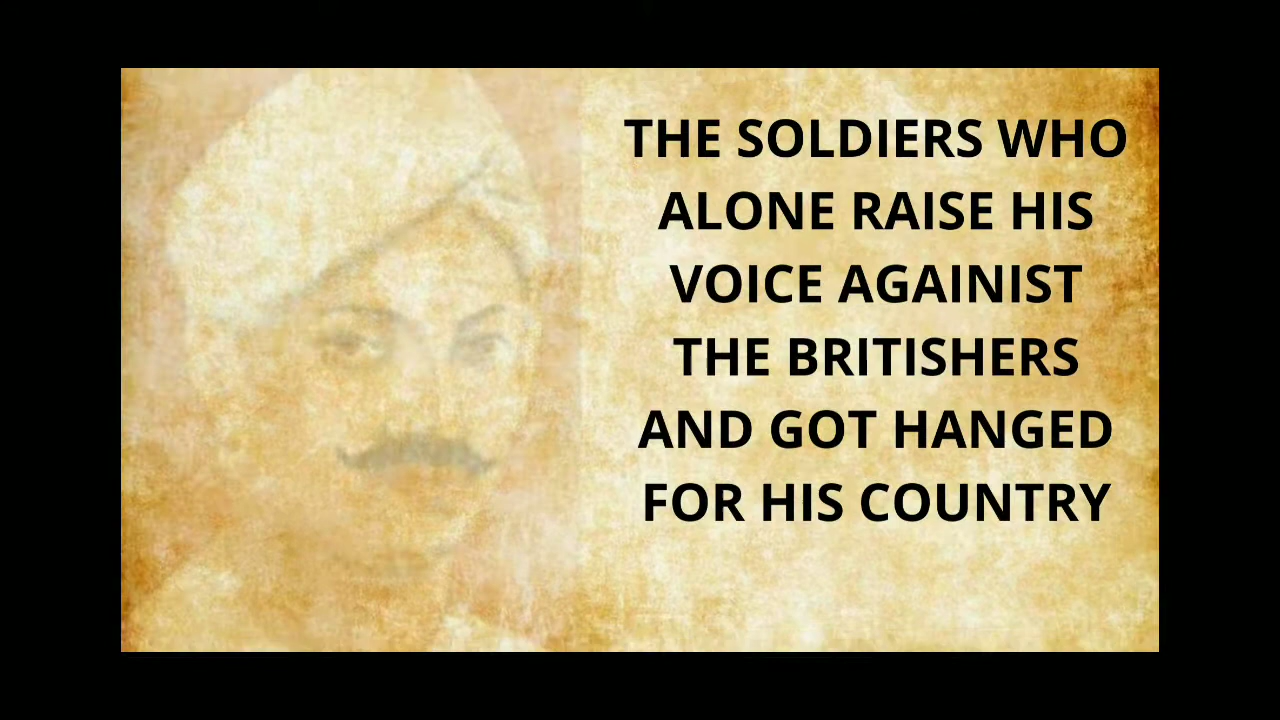 THE SOLDIERS WHO
ALONE RAISE HIS
VOICE AGAINIST
THE BRITISHERS
AND GOT HANGED
FOR HIS COUNTRY